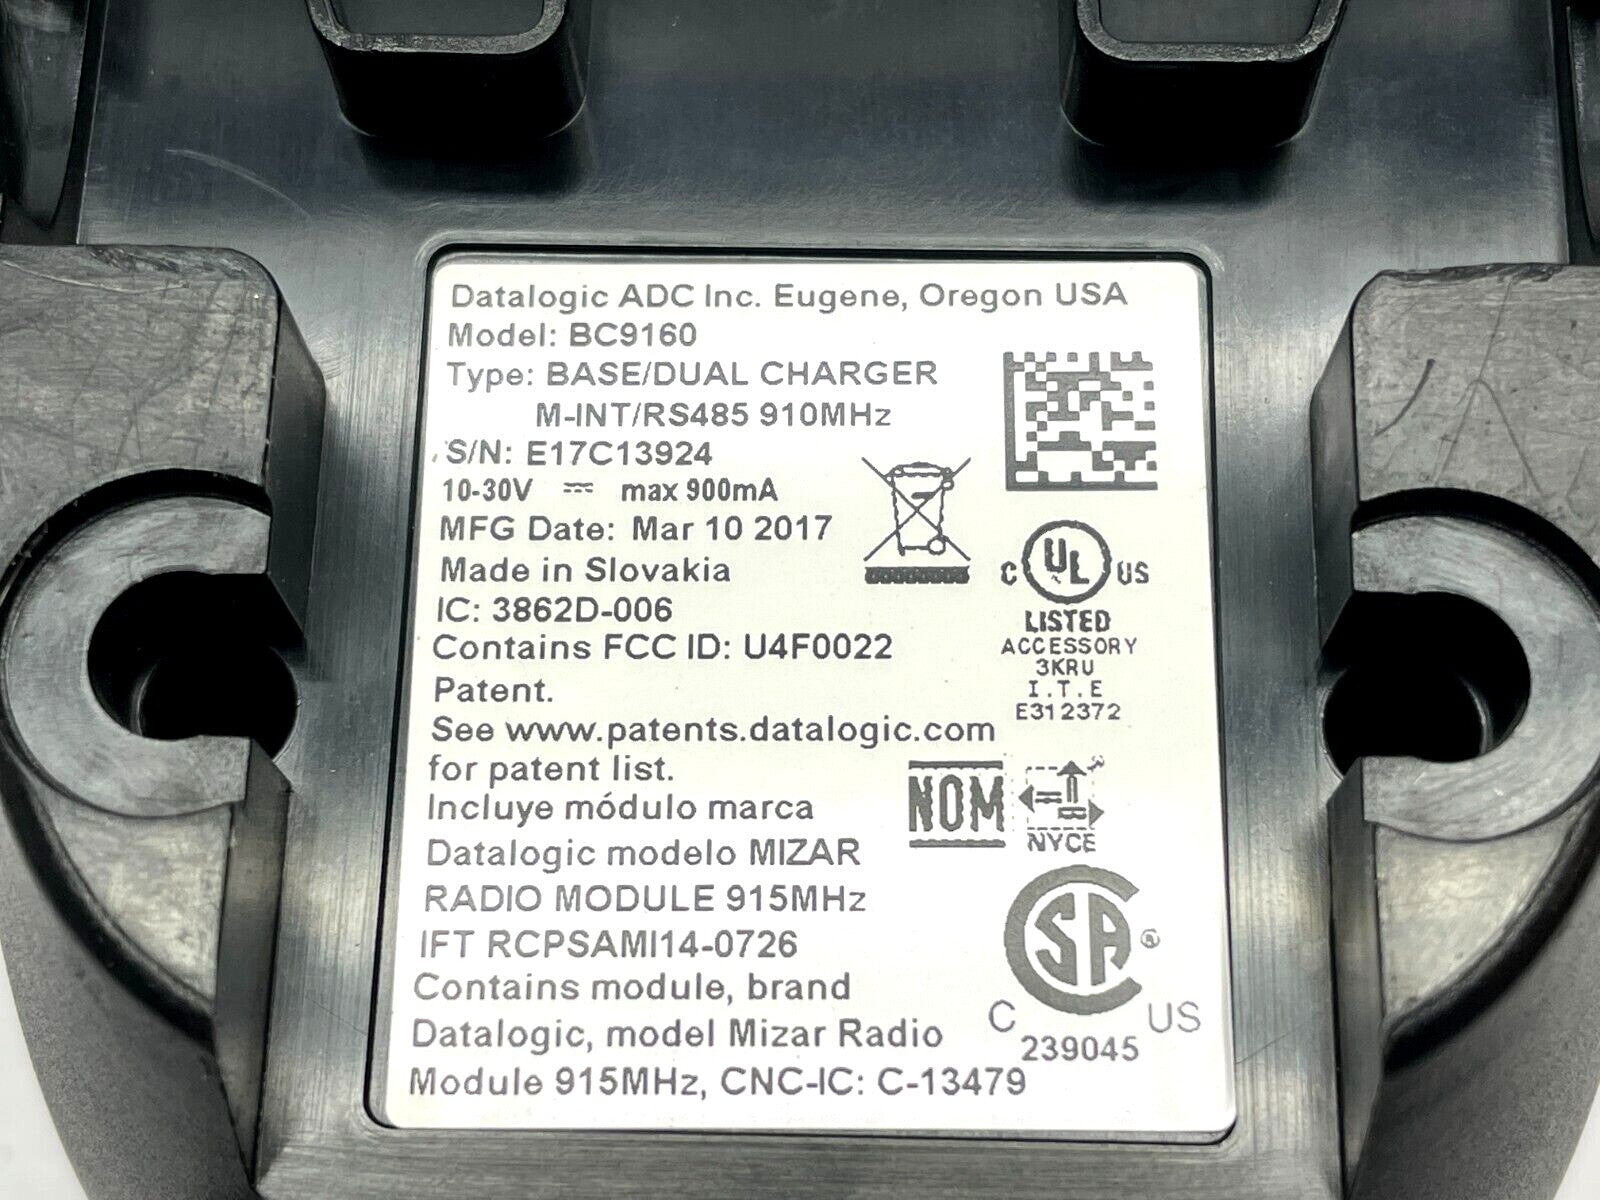 Datalogic ADC Inc. Eugene, Oregon USA
Model: BC9160
Type: BASE/DUAL CHARGER
M-INT/RS485 910MHz
S/N: E17C13924
10-30V ⎓ max 900mA
MFG Date: Mar 10 2017
Made in Slovakia
IC: 3862D-006
Contains FCC ID: U4F0022
Patent.
See www.patents.datalogic.com
for patent list.
Incluye módulo marca
Datalogic modelo MIZAR
RADIO MODULE 915MHz
IFT RCPSAMI14-0726
Contains module, brand
Datalogic, model Mizar Radio
Module 915MHz, CNC-IC: C-13479
C UL US
LISTED
ACCESSORY
3KRU
I.T.E
E312372
NOM
NYCE
CSA ®
C US
239045